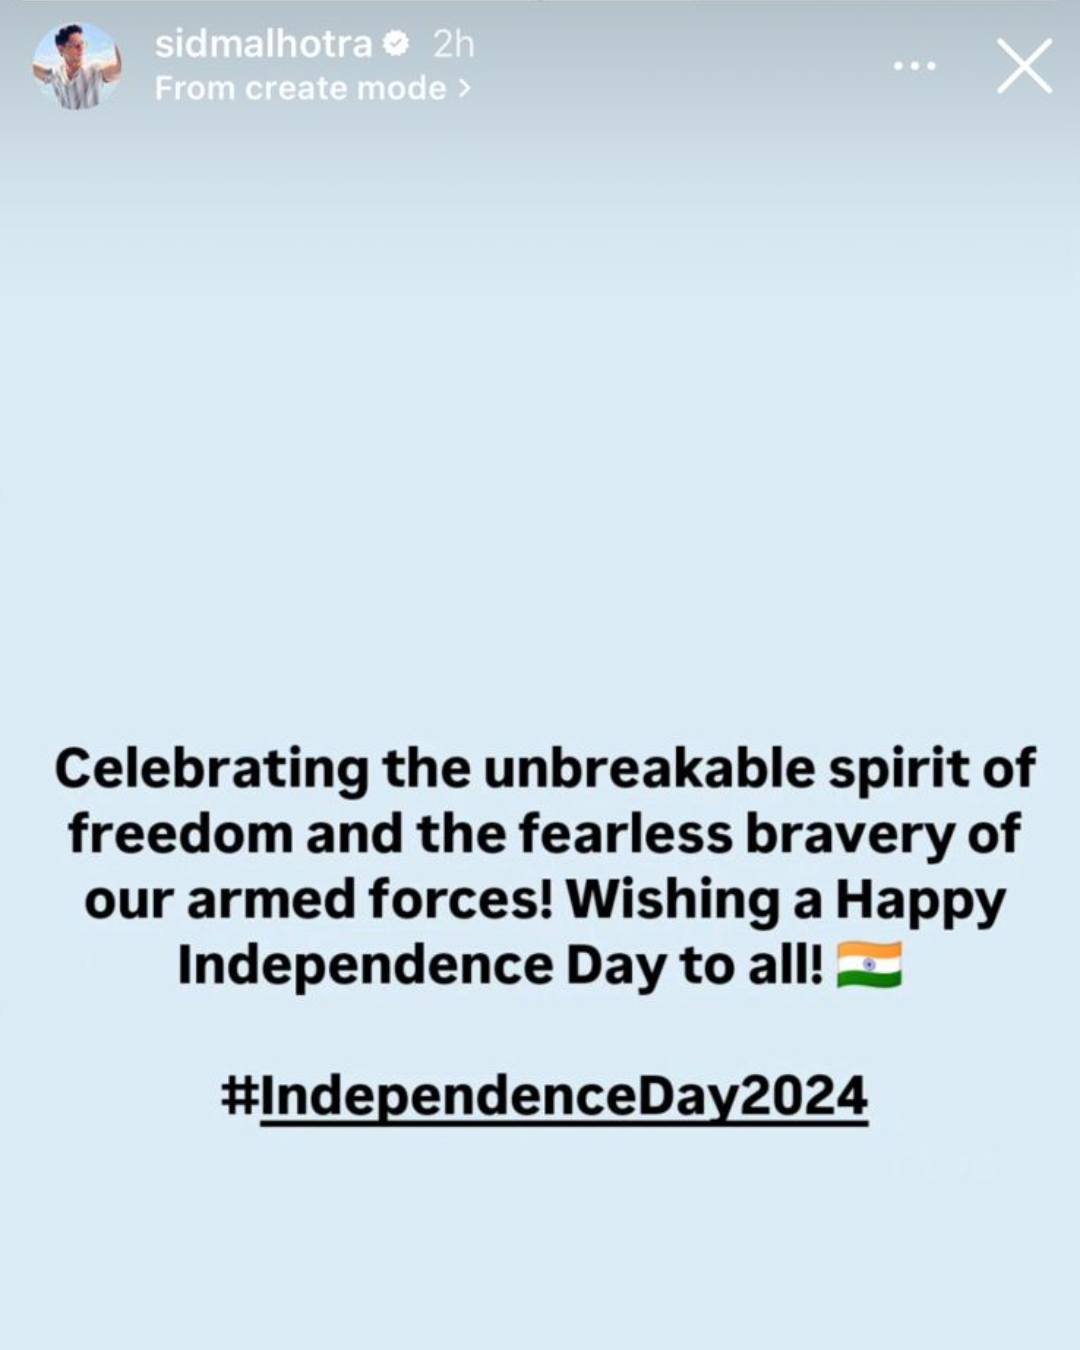 sidmalhotra 2h
From create mode >
Celebrating the unbreakable spirit of
freedom and the fearless bravery of
our armed forces! Wishing a Happy
Independence Day to all! 🇮🇳
#IndependenceDay2024